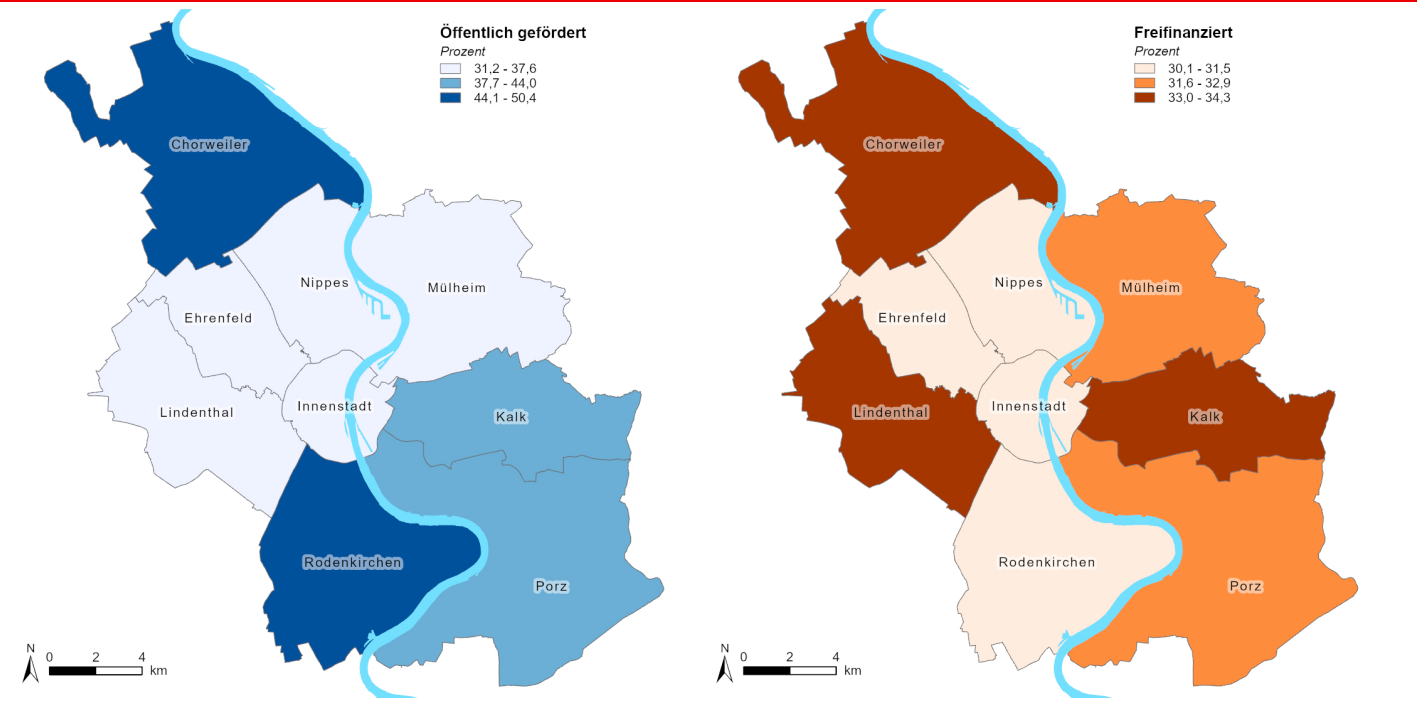 Öffentlich gefördert
Prozent
31,2 - 37,6
37,7 - 44,0
44,1 - 50,4
Chorweiler
Nippes
Mülheim
Ehrenfeld
Lindenthal
Innenstadt
Kalk
Rodenkirchen
Porz
N
0 2 4
km
Freifinanziert
Prozent
30,1 - 31,5
31,6 - 32,9
33,0 - 34,3
Chorweiler
Nippes
Mülheim
Ehrenfeld
Lindenthal
Innenstadt
Kalk
Rodenkirchen
Porz
N
0 2 4
km